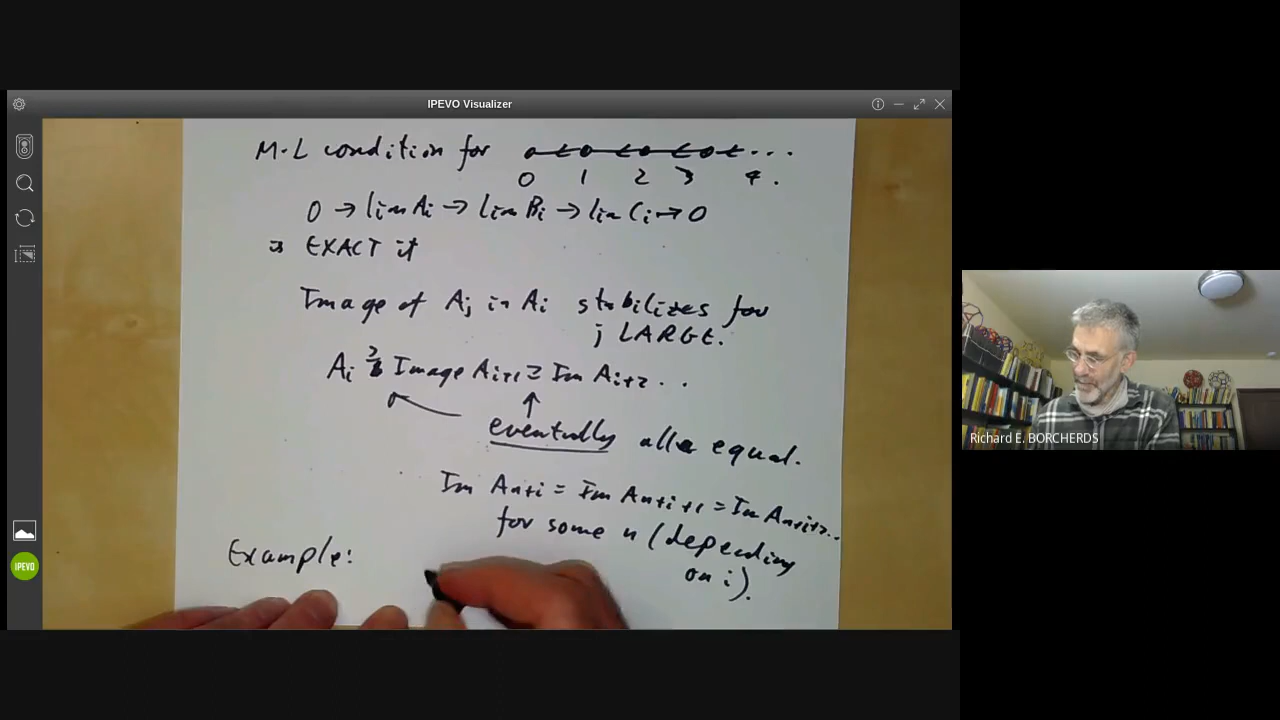 IPEVO Visualizer
M-L condition for
0 1 2 3 4 .
0 → lim Ai → lim Bi → lim Ci → 0
is EXACT if
Image of Aj in Ai stabilizes for
j LARGE.
Ai ⊇ Image Ai+1 ⊇ Im Ai+2 . .
eventually all equal.
Im An+i = Im An+i+1 = Im An+i+2...
for some n (depending
on i).
Example:
IPEVO
Richard E. BORCHERDS